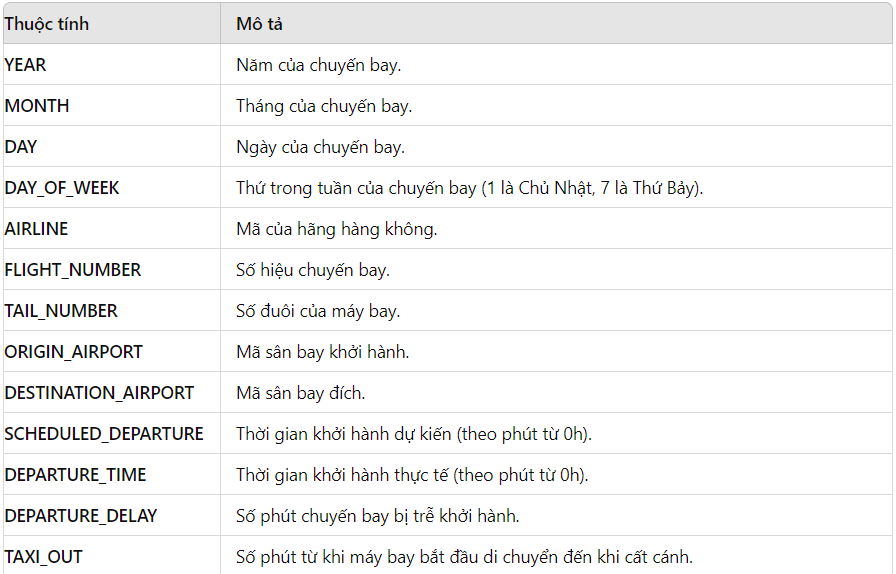 Thuộc tính Mô tả
YEAR Năm của chuyến bay.
MONTH Tháng của chuyến bay.
DAY Ngày của chuyến bay.
DAY_OF_WEEK Thứ trong tuần của chuyến bay (1 là Chủ Nhật, 7 là Thứ Bảy).
AIRLINE Mã của hãng hàng không.
FLIGHT_NUMBER Số hiệu chuyến bay.
TAIL_NUMBER Số đuôi của máy bay.
ORIGIN_AIRPORT Mã sân bay khởi hành.
DESTINATION_AIRPORT Mã sân bay đích.
SCHEDULED_DEPARTURE Thời gian khởi hành dự kiến (theo phút từ 0h).
DEPARTURE_TIME Thời gian khởi hành thực tế (theo phút từ 0h).
DEPARTURE_DELAY Số phút chuyến bay bị trễ khởi hành.
TAXI_OUT Số phút từ khi máy bay bắt đầu di chuyển đến khi cất cánh.